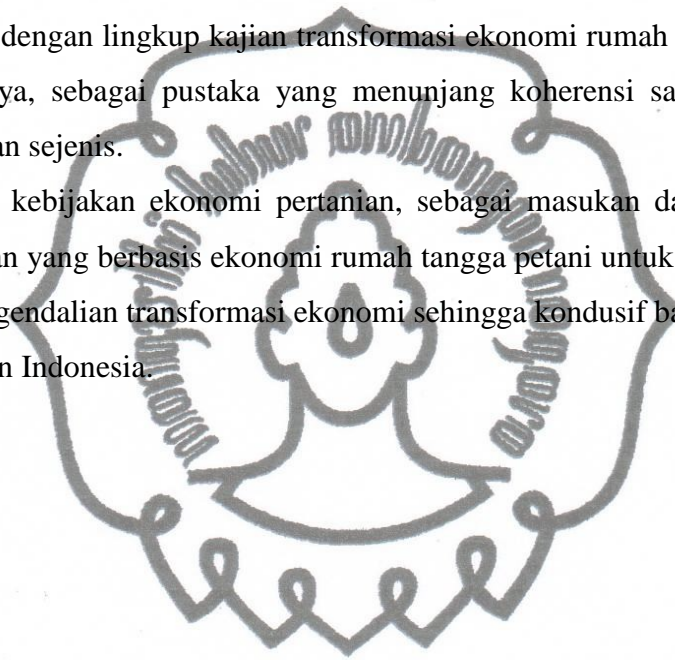 dengan lingkup kajian transformasi ekonomi rumah
ya, sebagai pustaka yang menunjang koherensi sa
an sejenis.
kebijakan ekonomi pertanian, sebagai masukan da
an yang berbasis ekonomi rumah tangga petani untuk
gendalian transformasi ekonomi sehingga kondusif ba
n Indonesia.